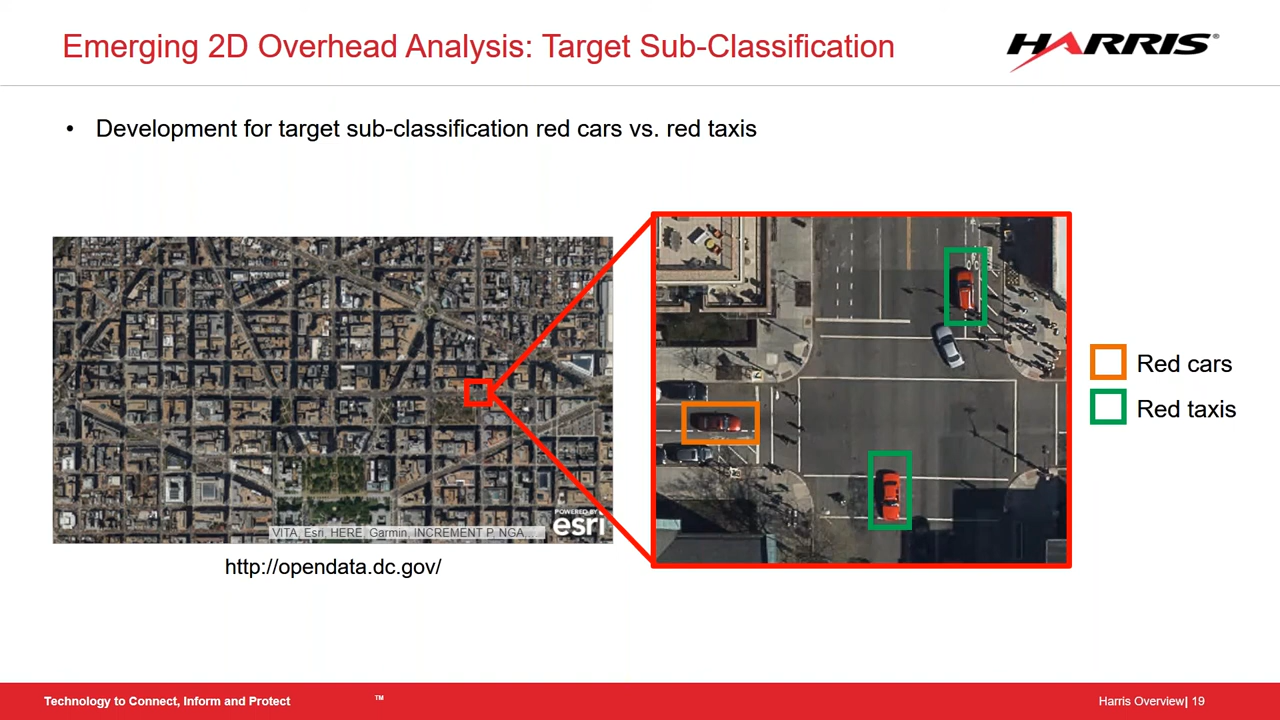 Emerging 2D Overhead Analysis: Target Sub-Classification
HARRIS®
• Development for target sub-classification red cars vs. red taxis
Red cars
Red taxis
POWERED BY
esri
VITA, Esri, HERE, Garmin, INCREMENT P, NGA,...
http://opendata.dc.gov/
Technology to Connect, Inform and Protect ™
Harris Overview| 19